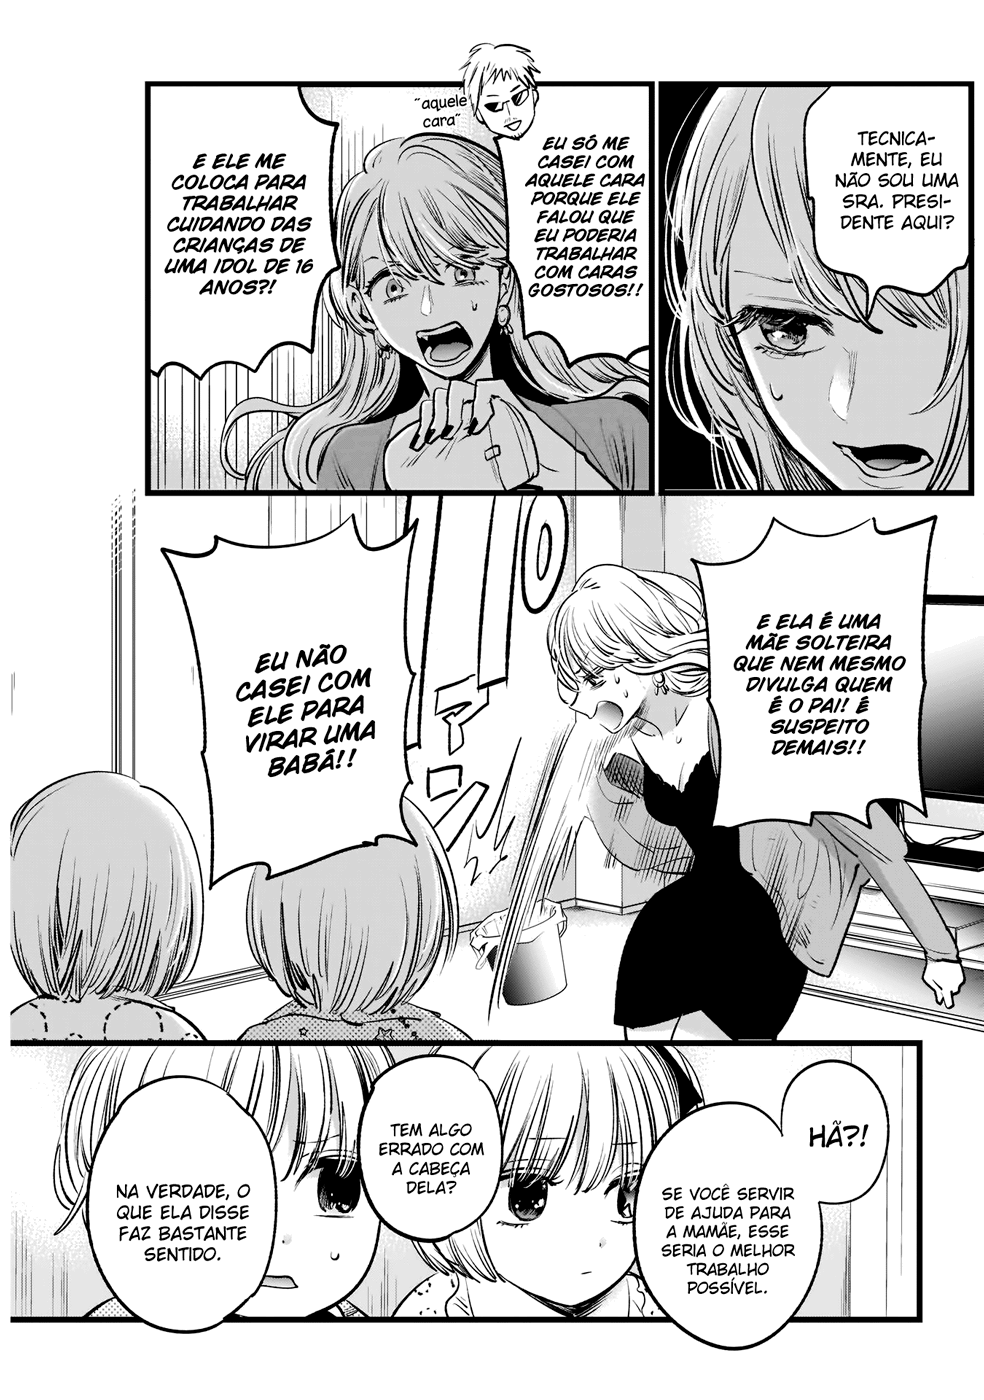 TECNICA-
MENTE, EU
NÃO SOU UMA
SRA. PRESI-
DENTE AQUI?
"aquele
cara"
EU SÓ ME
CASEI COM
AQUELE CARA
PORQUE ELE
FALOU QUE
EU PODERIA
TRABALHAR
COM CARAS
GOSTOSOS!!
E ELE ME
COLOCA PARA
TRABALHAR
CUIDANDO DAS
CRIANÇAS DE
UMA IDOL DE 16
ANOS?!
E ELA É UMA
MÃE SOLTEIRA
QUE NEM MESMO
DIVULGA QUEM
É O PAI! É
SUSPEITO
DEMAIS!!
EU NÃO
CASEI COM
ELE PARA
VIRAR UMA
BABÁ!!
HÃ?!
SE VOCÊ SERVIR
DE AJUDA PARA
A MAMÃE, ESSE
SERIA O MELHOR
TRABALHO
POSSÍVEL.
TEM ALGO
ERRADO COM
A CABEÇA
DELA?
NA VERDADE, O
QUE ELA DISSE
FAZ BASTANTE
SENTIDO.